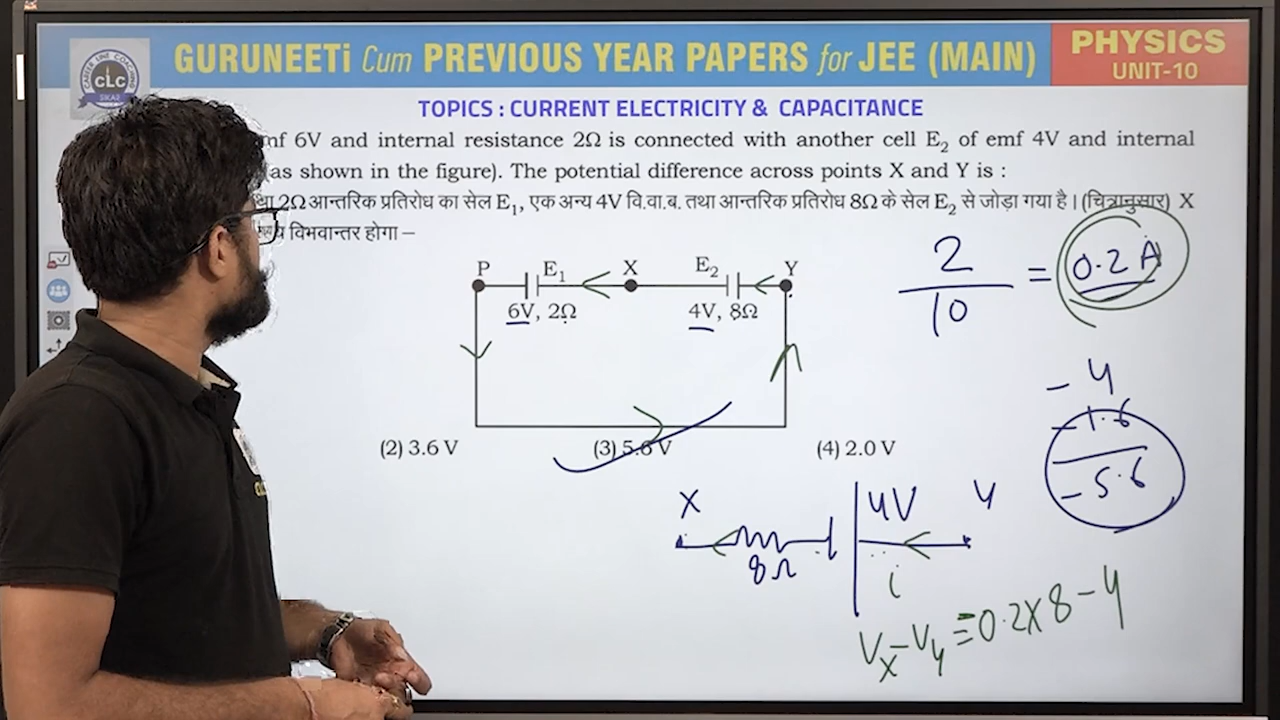 GURUNEETi Cum PREVIOUS YEAR PAPERS for JEE (MAIN)
PHYSICS
UNIT-10
CLC
SIKAR
TOPICS : CURRENT ELECTRICITY & CAPACITANCE
emf 6V and internal resistance 2Ω is connected with another cell E₂ of emf 4V and internal
(as shown in the figure). The potential difference across points X and Y is :
2Ω आन्तरिक प्रतिरोध का सेल E₁, एक अन्य 4V वि.वा.ब. तथा आन्तरिक प्रतिरोध 8Ω के सेल E₂ से जोड़ा गया है। (चित्रानुसार) X
विभवान्तर होगा –
P E₁ X E₂ Y
6V, 2Ω 4V, 8Ω
2/10 = 0.2 A
- 4
- 1.6
- 5.6
(2) 3.6 V (3) 5.6 V (4) 2.0 V
X 4V y
8Ω i
Vx-Vy = 0.2x8-4